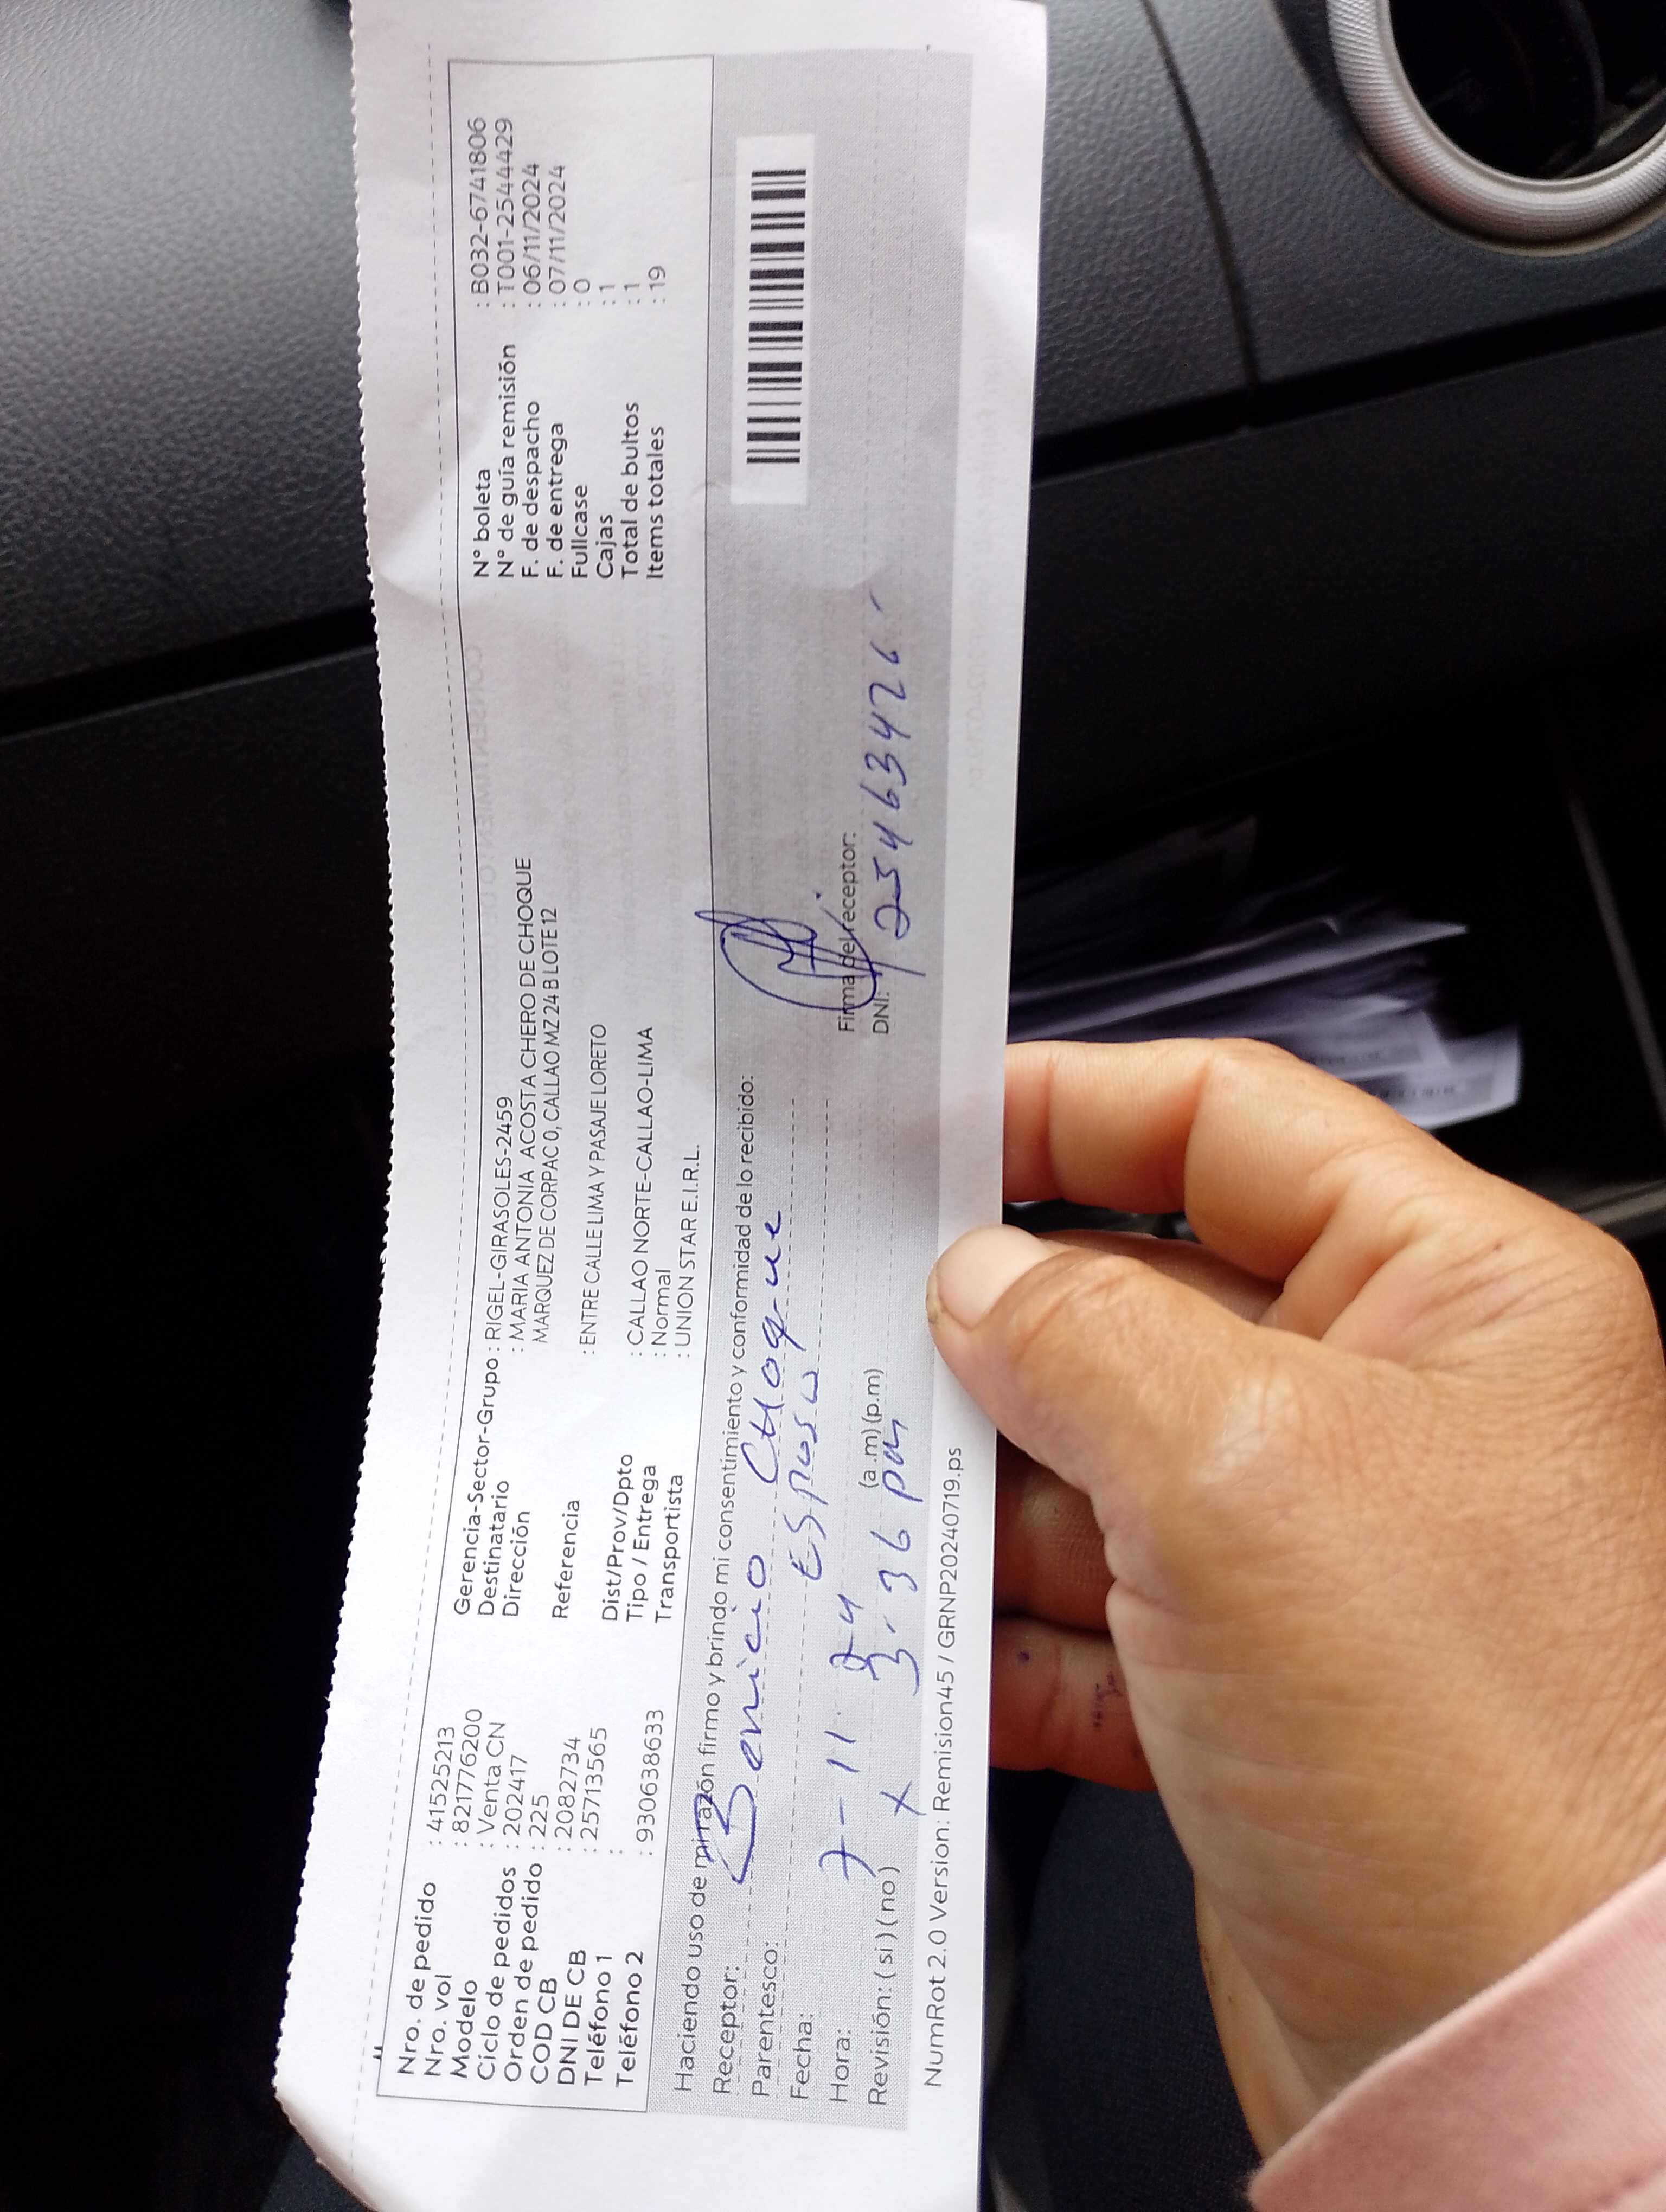 Nro. de pedido : 41525213
Nro. vol : 8217776200
Modelo : Venta CN
Ciclo de pedidos : 202417
Orden de pedido : 225
COD CB : 2082734
DNI DE CB : 25713565
Teléfono 1 :
Teléfono 2 : 930638633
Gerencia-Sector-Grupo : RIGEL-GIRASOLES-2459
Destinatario : MARIA ANTONIA ACOSTA CHERO DE CHOQUE
Dirección MARQUEZ DE CORPAC 0, CALLAO MZ 24 B LOTE 12
Referencia : ENTRE CALLE LIMA Y PASAJE LORETO
Dist/Prov/Dpto : CALLAO NORTE-CALLAO-LIMA
Tipo / Entrega : Normal
Transportista : UNION STAR E.I.R.L.
N° boleta : B032-6741806
N° de guía remisión : T001-25444429
F. de despacho : 06/11/2024
F. de entrega : 07/11/2024
Fullcase : 0
Cajas : 1
Total de bultos : 1
Items totales : 19
Haciendo uso de mi razón firmo y brindo mi consentimiento y conformidad de lo recibido:
Receptor: Benicio CHoque
Parentesco: Esposo
Fecha: 7-11 24
Hora: 3.36 pm (a.m) (p.m)
Revisión: ( si ) ( no ) X
Firma del receptor:
DNI: 25463426
NumRot 2.0 Version: Remision45 / GRNP20240719.ps